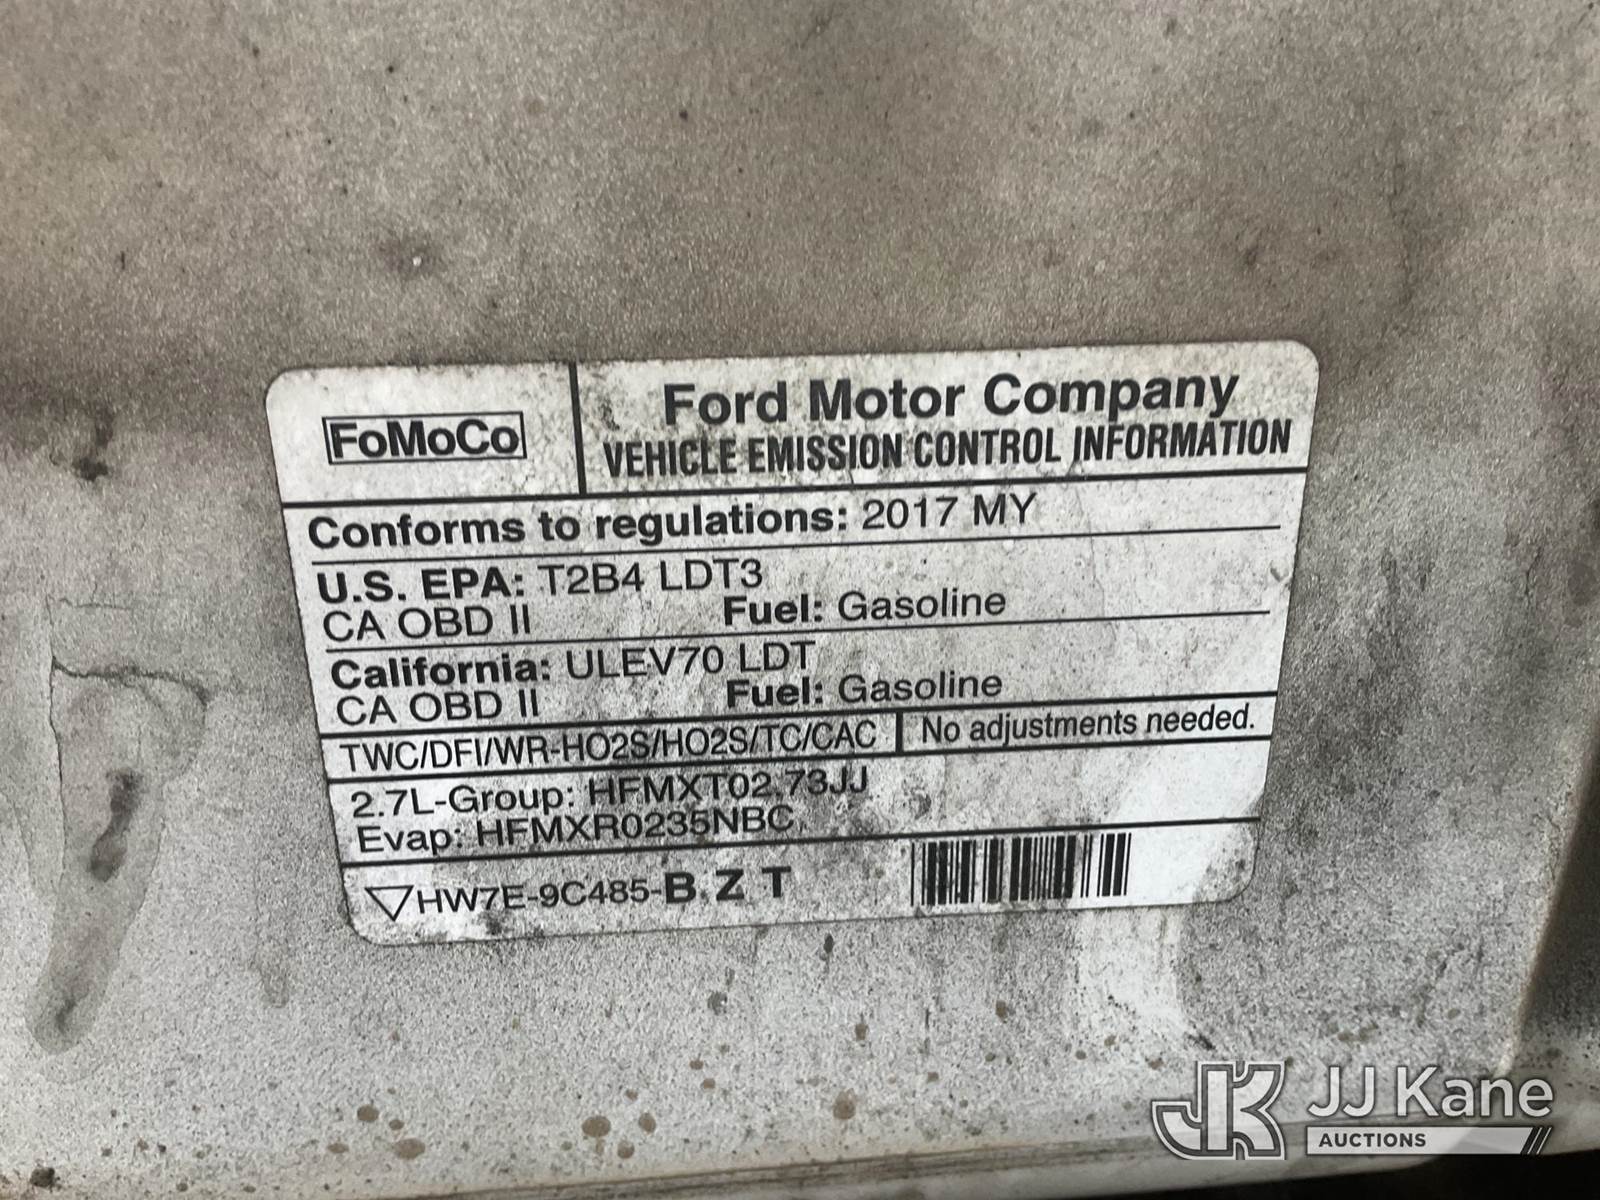 FoMoCo
Ford Motor Company
VEHICLE EMISSION CONTROL INFORMATION
Conforms to regulations: 2017 MY
U.S. EPA: T2B4 LDT3
CA OBD II Fuel: Gasoline
California: ULEV70 LDT
CA OBD II Fuel: Gasoline
TWC/DFI/WR-HO2S/HO2S/TC/CAC No adjustments needed.
2.7L-Group: HFMXT02.73JJ
Evap: HFMXR0235NBC
HW7E-9C485-B.Z T
JK JJ Kane
AUCTIONS